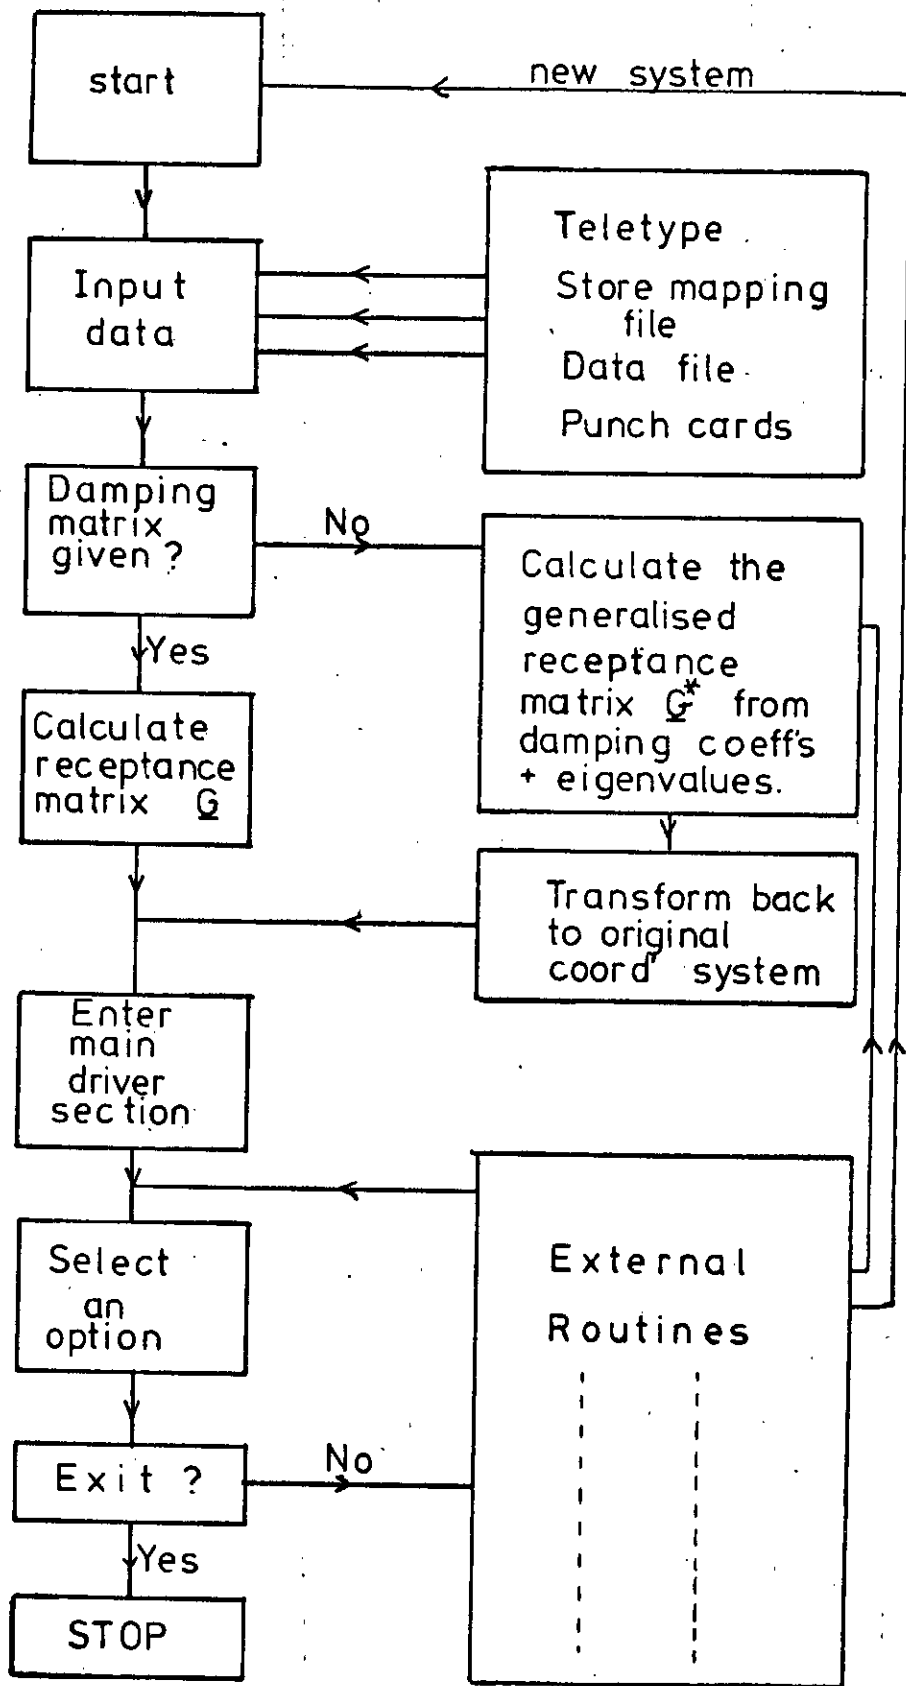 start
new system
Input
data
Teletype
Store mapping
file
Data file
Punch cards
Damping
matrix
given ?
No
Yes
Calculate the
generalised
receptance
matrix G* from
damping coeff's
+ eigenvalues.
Calculate
receptance
matrix G
Transform back
to original
coord' system
Enter
main
driver
section
Select
an
option
External
Routines
Exit ?
No
Yes
STOP